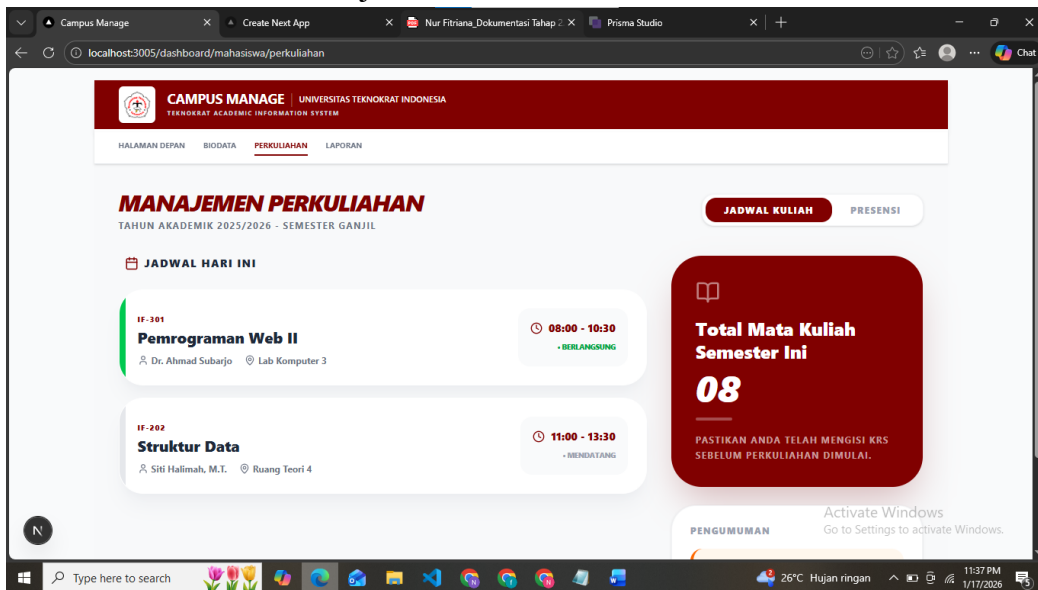 Campus Manage
Create Next App
Nur Fitriana_Dokumentasi Tahap 2.
Prisma Studio
localhost:3005/dashboard/mahasiswa/perkuliahan
Chat
CAMPUS MANAGE | UNIVERSITAS TEKNOKRAT INDONESIA
TEKNOKRAT ACADEMIC INFORMATION SYSTEM
HALAMAN DEPAN BIODATA PERKULIAHAN LAPORAN
MANAJEMEN PERKULIAHAN
TAHUN AKADEMIK 2025/2026 - SEMESTER GANJIL
JADWAL KULIAH PRESENSI
JADWAL HARI INI
IF-301
Pemrograman Web II
Dr. Ahmad Subarjo Lab Komputer 3
08:00 - 10:30
• BERLANGSUNG
IF-202
Struktur Data
Siti Halimah, M.T. Ruang Teori 4
11:00 - 13:30
• MENDATANG
Total Mata Kuliah
Semester Ini
08
PASTIKAN ANDA TELAH MENGISI KRS
SEBELUM PERKULIAHAN DIMULAI.
PENGUMUMAN
Activate Windows
Go to Settings to activate Windows.
N
Type here to search
26°C Hujan ringan
11:37 PM
1/17/2026